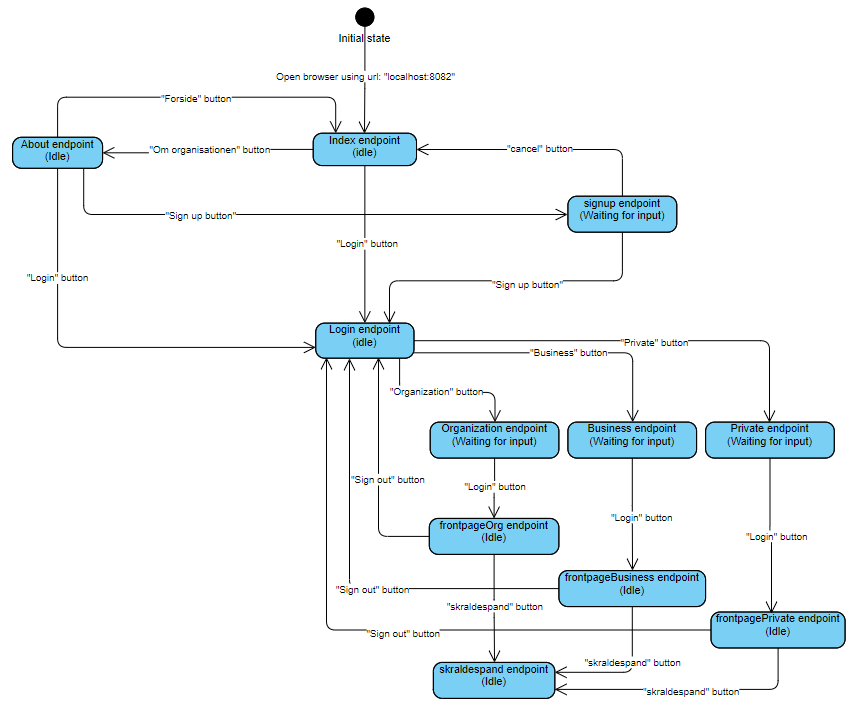 Initial state
Open browser using url: "localhost:8082"
"Forside" button
About endpoint
(Idle)
"Om organisationen" button
Index endpoint
(idle)
"cancel" button
signup endpoint
(Waiting for input)
"Sign up button"
"Login" button
"Login" button
"Sign up button"
Login endpoint
(idle)
"Private" button
"Business" button
"Organization" button
Organization endpoint
(Waiting for input)
Business endpoint
(Waiting for input)
Private endpoint
(Waiting for input)
"Sign out" button
"Login" button
"Login" button
"Login" button
frontpageOrg endpoint
(Idle)
frontpageBusiness endpoint
(Idle)
"Sign out" button
"skraldespand" button
frontpagePrivate endpoint
(Idle)
"Sign out" button
skraldespand endpoint
(Idle)
"skraldespand" button
"skraldespand" button